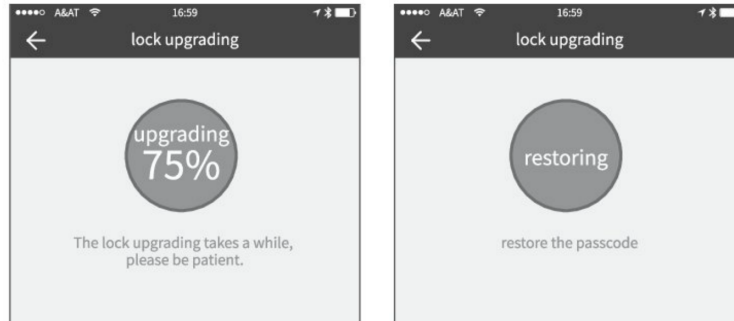 A&AT 16:59
lock upgrading
upgrading
75%
The lock upgrading takes a while,
please be patient.
A&AT 16:59
lock upgrading
restoring
restore the passcode